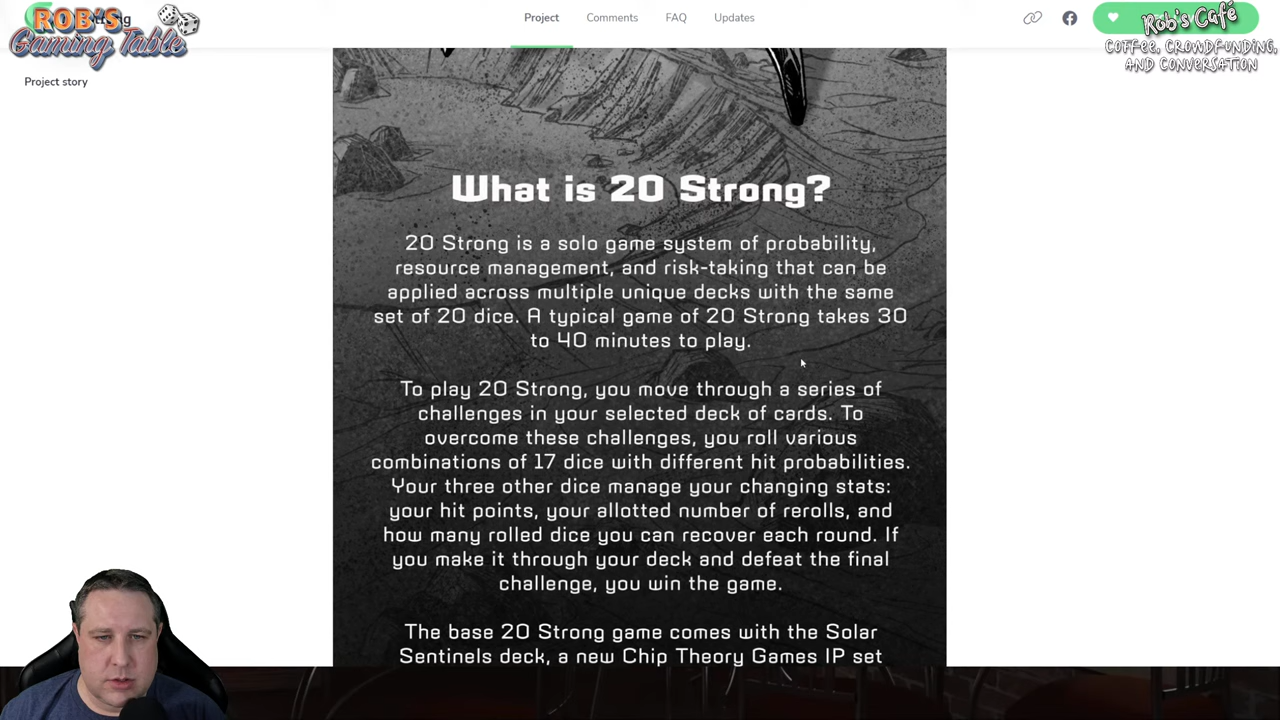 ROB'S
Gaming Table
Project
Comments
FAQ
Updates
Rob's Café
COFFEE, CROWDFUNDING,
AND CONVERSATION
Project story
What is 20 Strong?
20 Strong is a solo game system of probability,
resource management, and risk-taking that can be
applied across multiple unique decks with the same
set of 20 dice. A typical game of 20 Strong takes 30
to 40 minutes to play.
To play 20 Strong, you move through a series of
challenges in your selected deck of cards. To
overcome these challenges, you roll various
combinations of 17 dice with different hit probabilities.
Your three other dice manage your changing stats:
your hit points, your allotted number of rerolls, and
how many rolled dice you can recover each round. If
you make it through your deck and defeat the final
challenge, you win the game.
The base 20 Strong game comes with the Solar
Sentinels deck, a new Chip Theory Games IP set